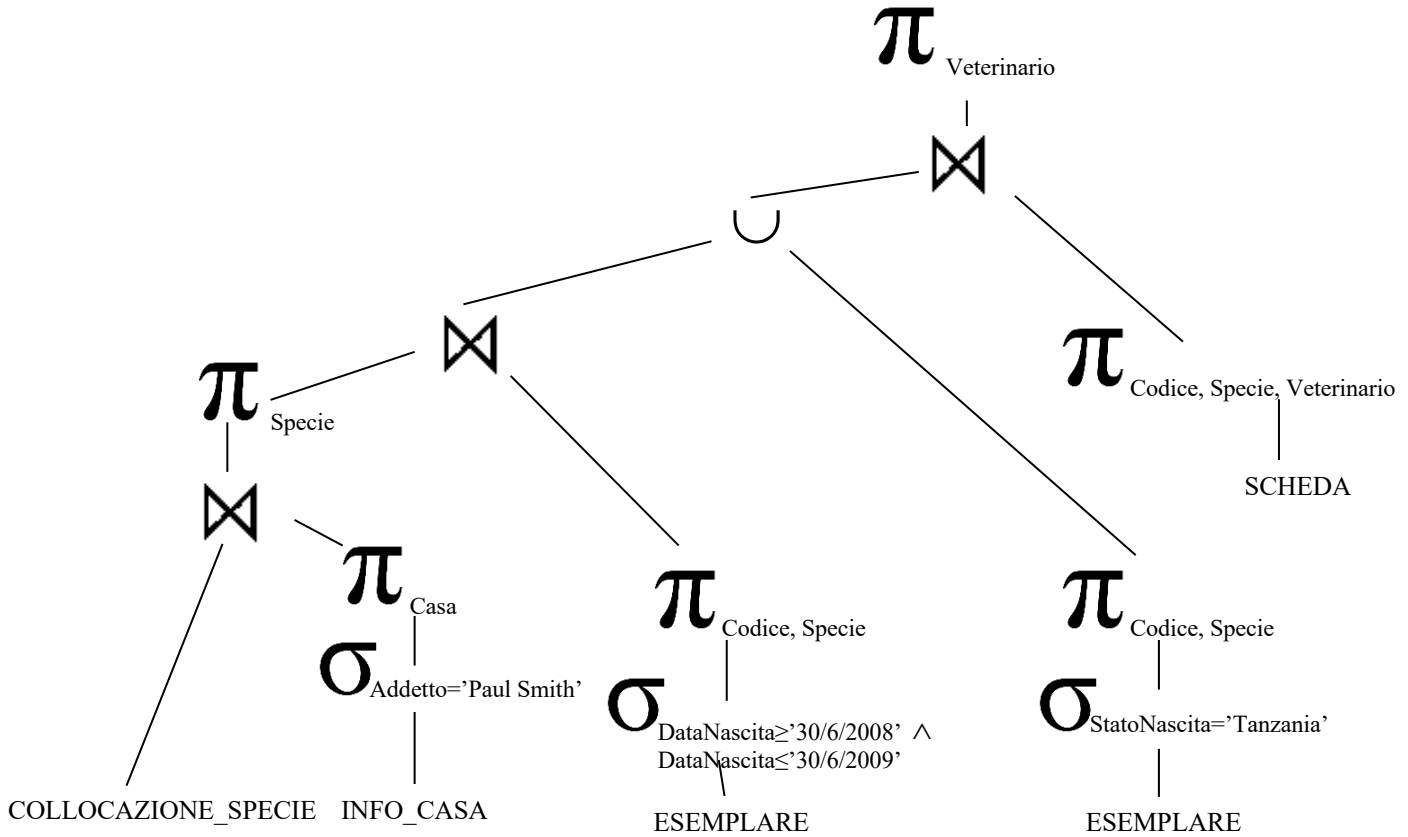 π Veterinario
⋈
∪
⋈
π Codice, Specie, Veterinario
π Specie
SCHEDA
⋈
π Casa
π Codice, Specie
π Codice, Specie
σ Addetto=’Paul Smith’
σ DataNascita≥’30/6/2008’ ∧
DataNascita≤’30/6/2009’
σ StatoNascita=’Tanzania’
COLLOCAZIONE_SPECIE
INFO_CASA
ESEMPLARE
ESEMPLARE